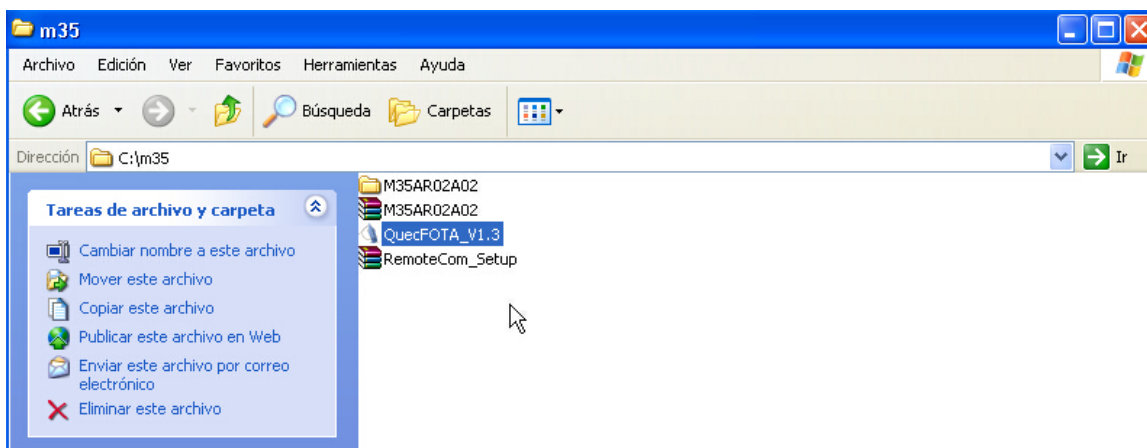 m35
Archivo Edición Ver Favoritos Herramientas Ayuda
Atrás Búsqueda Carpetas
Dirección C:\m35 Ir
Tareas de archivo y carpeta
Cambiar nombre a este archivo
Mover este archivo
Copiar este archivo
Publicar este archivo en Web
Enviar este archivo por correo
electrónico
Eliminar este archivo
M35AR02A02
M35AR02A02
QuecFOTA_V1.3
RemoteCom_Setup